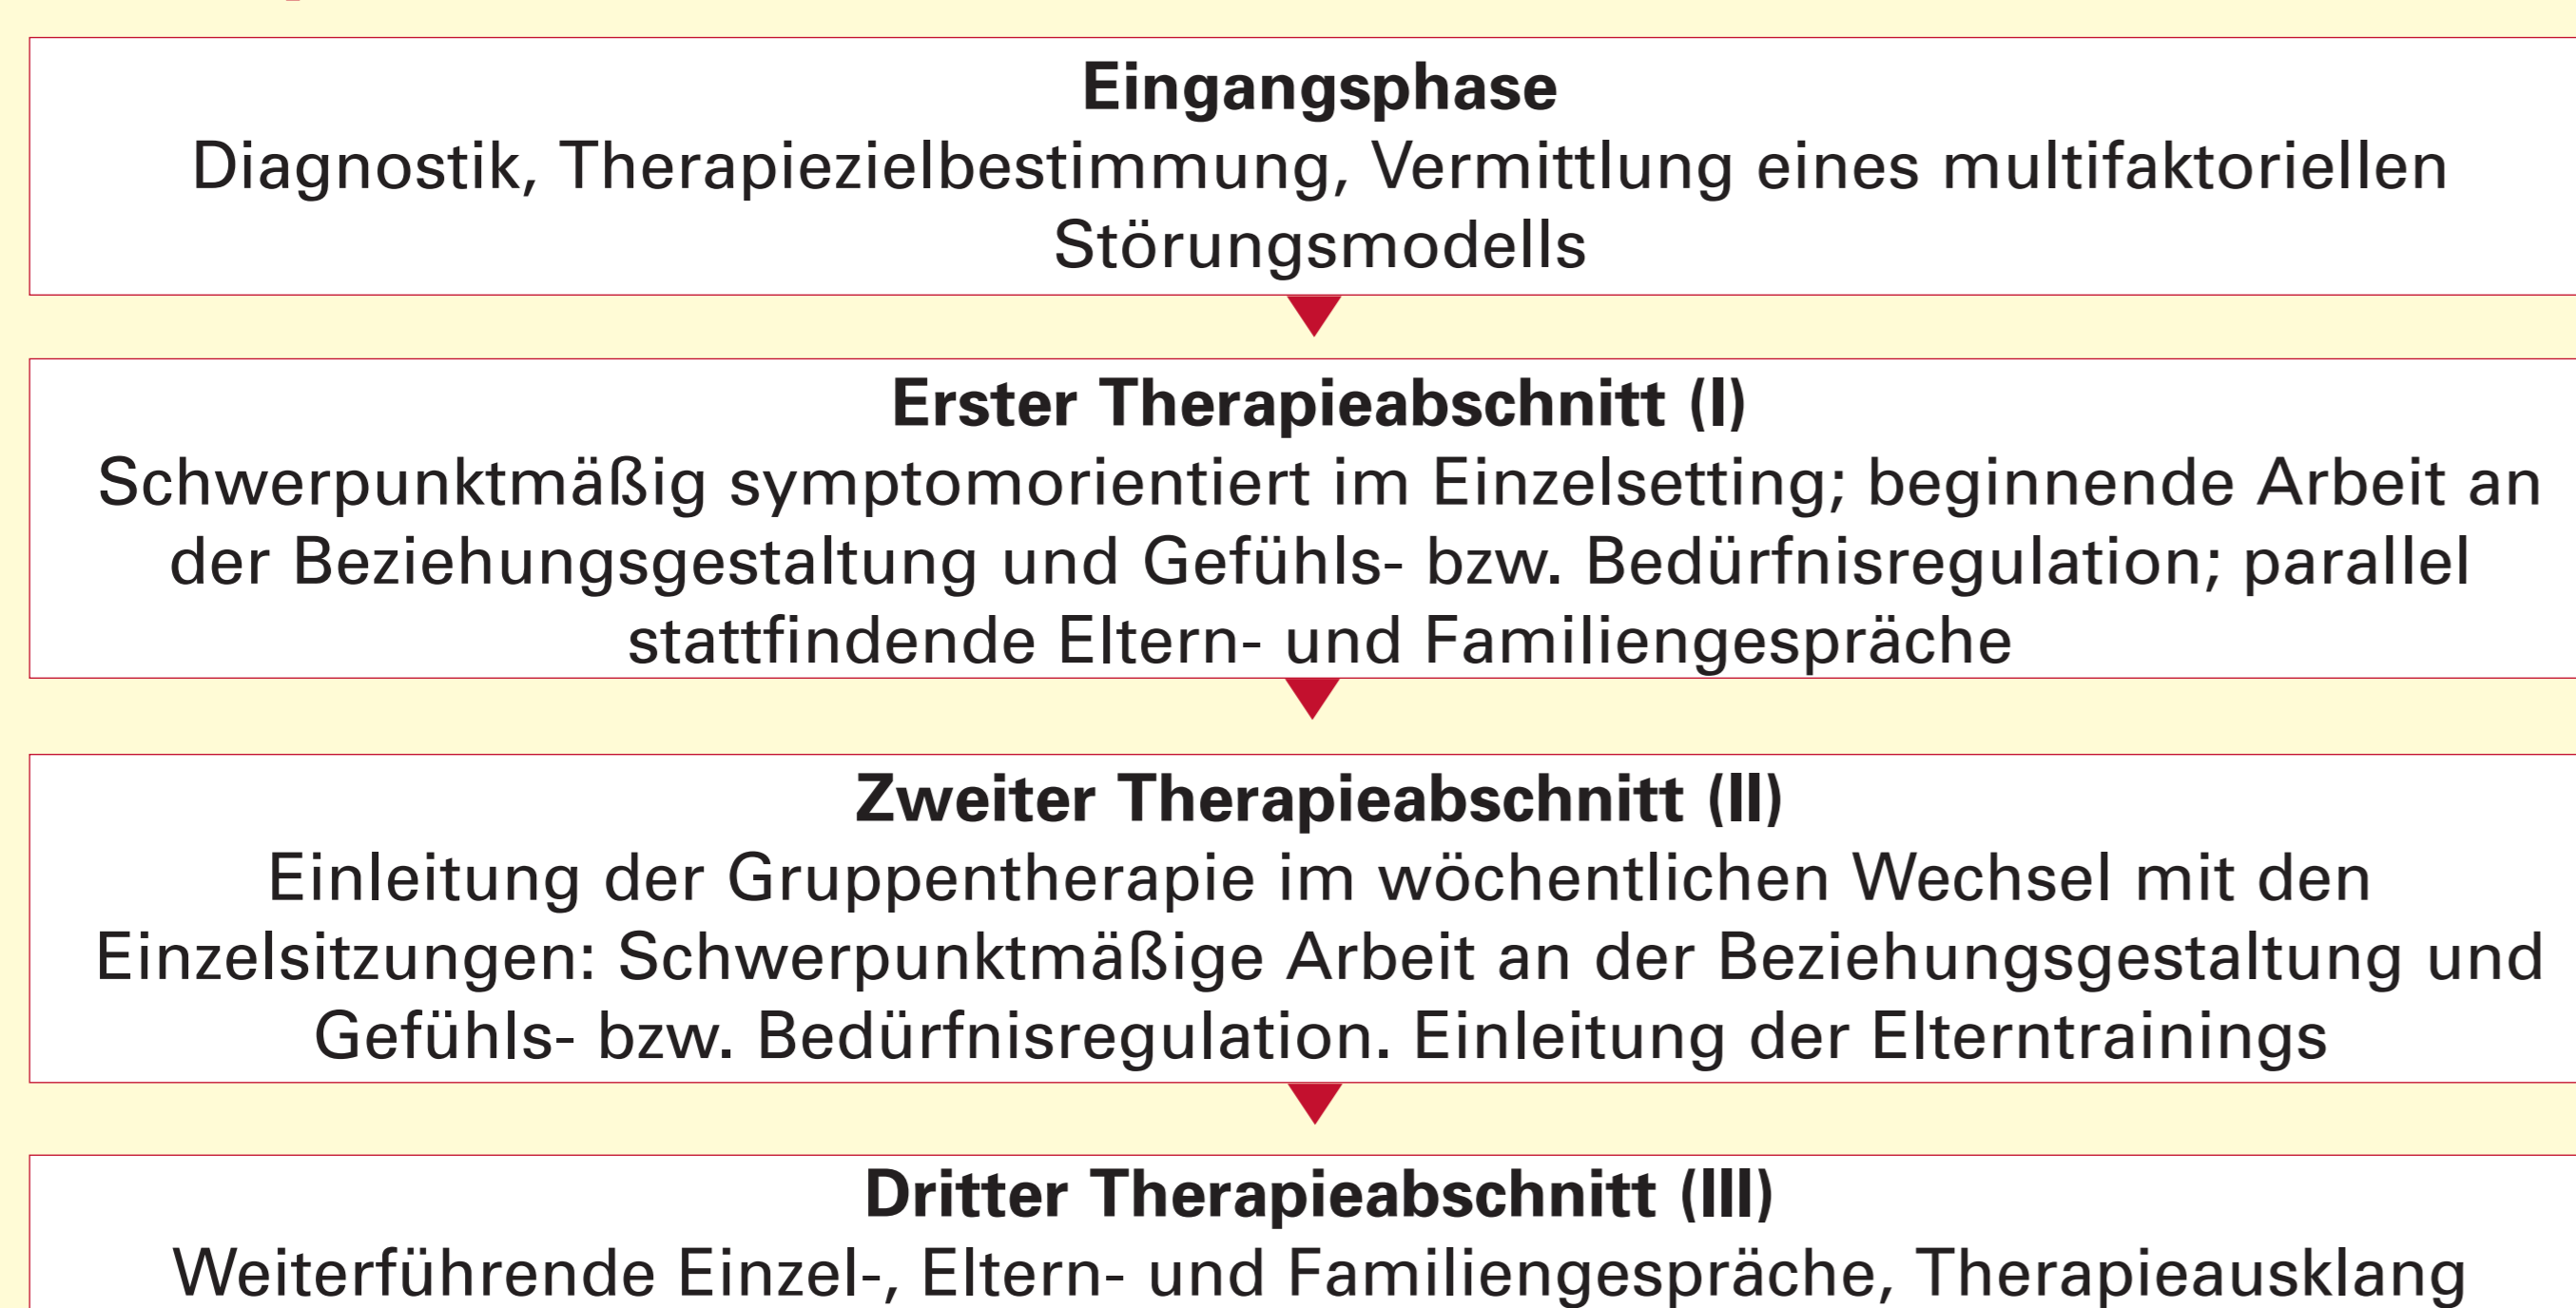 Eingangsphase
Diagnostik, Therapiezielbestimmung, Vermittlung eines multifaktoriellen
Störungsmodells
Erster Therapieabschnitt (I)
Schwerpunktmäßig symptomorientiert im Einzelsetting; beginnende Arbeit an
der Beziehungsgestaltung und Gefühls- bzw. Bedürfnisregulation; parallel
stattfindende Eltern- und Familiengespräche
Zweiter Therapieabschnitt (II)
Einleitung der Gruppentherapie im wöchentlichen Wechsel mit den
Einzelsitzungen: Schwerpunktmäßige Arbeit an der Beziehungsgestaltung und
Gefühls- bzw. Bedürfnisregulation. Einleitung der Elterntrainings
Dritter Therapieabschnitt (III)
Weiterführende Einzel-, Eltern- und Familiengespräche, Therapieausklang